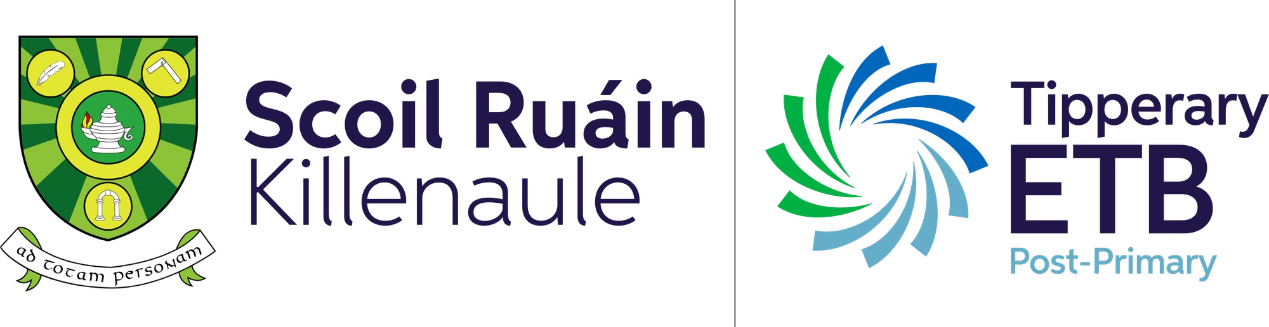 Scoil Ruáin
Killenaule
ad totam personam
Tipperary
ETB
Post-Primary